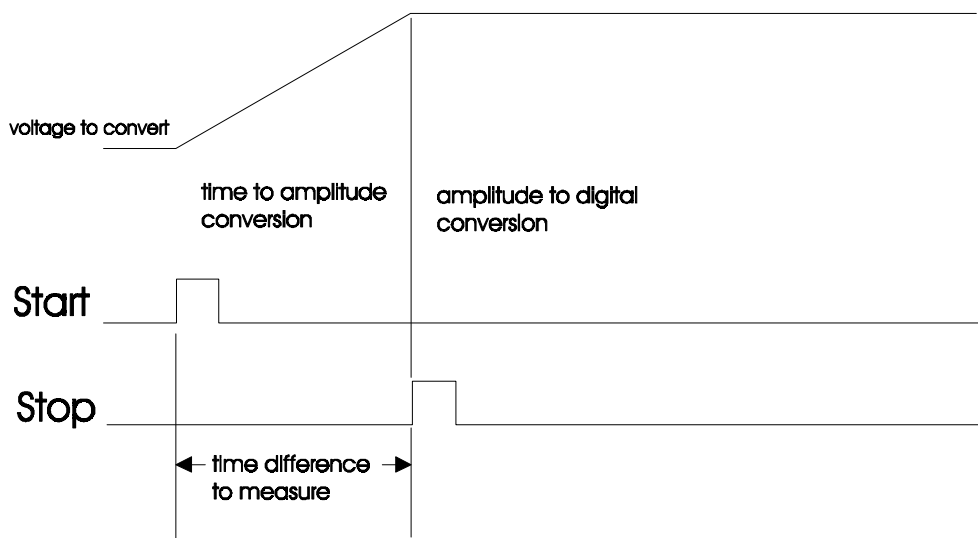 voltage to convert
time to amplitude
conversion
amplitude to digital
conversion
Start
Stop
time difference
to measure